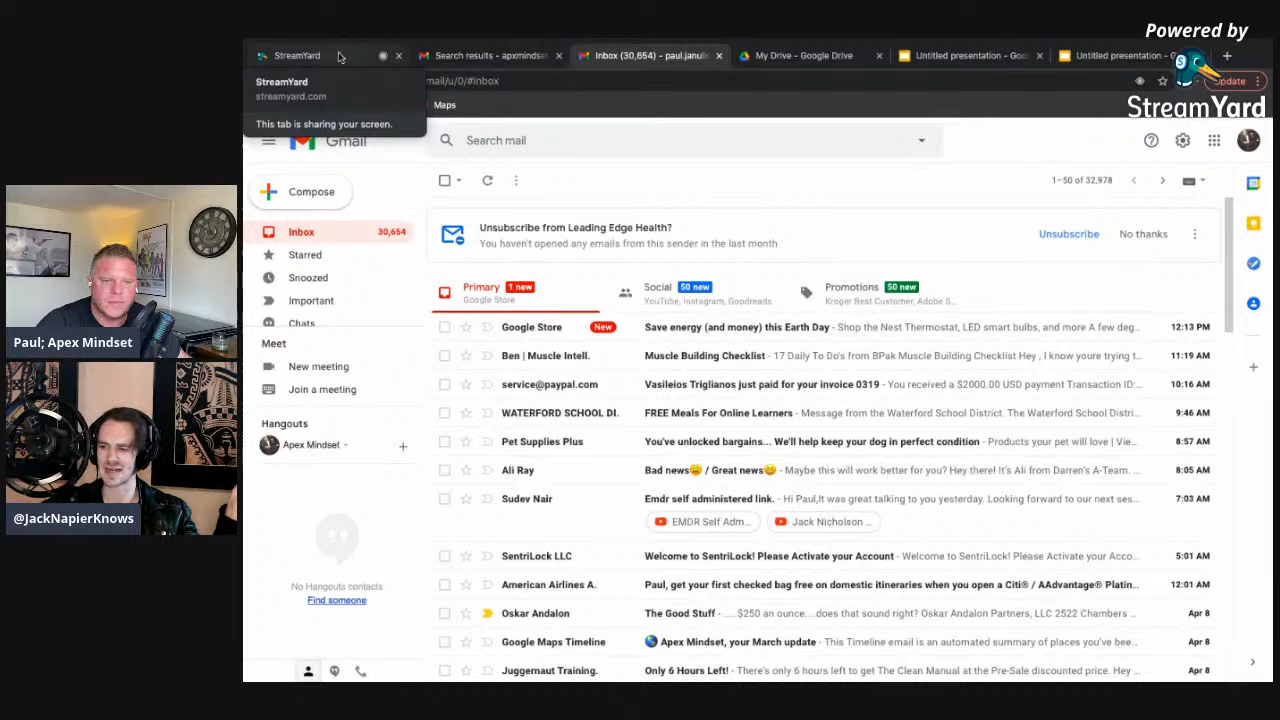 Powered by
StreamYard
StreamYard
Search results - apxmindset
Inbox (30,654) - paul.janul
My Drive - Google Drive
Untitled presentation - Goo
Untitled presentation - G
mail/u/0/#inbox
Update
StreamYard
streamyard.com
This tab is sharing your screen.
Maps
Gmail
Search mail
Compose
1–50 of 32,978
Inbox 30,654
Starred
Snoozed
Important
Chats
Meet
New meeting
Join a meeting
Hangouts
Apex Mindset
No Hangouts contacts
Find someone
Unsubscribe from Leading Edge Health?
You haven't opened any emails from this sender in the last month
Unsubscribe
No thanks
Primary 1 new
Google Store
Social 50 new
YouTube, Instagram, Goodreads
Promotions 50 new
Kroger Best Customer, Adobe S...
Google Store New Save energy (and money) this Earth Day - Shop the Nest Thermostat, LED smart bulbs, and more A few deg... 12:13 PM
Ben | Muscle Intell. Muscle Building Checklist - 17 Daily To Do's from BPak Muscle Building Checklist Hey , I know youre trying t... 11:19 AM
service@paypal.com Vasileios Triglianos just paid for your invoice 0319 - You received a $2000.00 USD payment Transaction ID:... 10:16 AM
WATERFORD SCHOOL DI. FREE Meals For Online Learners - Message from the Waterford School District. The Waterford School Distri... 9:46 AM
Pet Supplies Plus You've unlocked bargains... We'll help keep your dog in perfect condition - Products your pet will love | Vie... 8:57 AM
Ali Ray Bad news😩 / Great news😀 - Maybe this will work better for you? Hey there! It's Ali from Darren's A-Team. ... 8:05 AM
Sudev Nair Emdr self administered link. - Hi Paul,It was great talking to you yesterday. Looking forward to our next ses... 7:03 AM
EMDR Self Adm...
Jack Nicholson ...
SentriLock LLC Welcome to SentriLock! Please Activate your Account - Welcome to SentriLock! Please Activate your Acco... 5:01 AM
American Airlines A. Paul, get your first checked bag free on domestic itineraries when you open a Citi® / AAdvantage® Platin... 12:01 AM
Oskar Andalon The Good Stuff - .....$250 an ounce....does that sound right? Oskar Andalon Partners, LLC 2522 Chambers ... Apr 8
Google Maps Timeline 🌎 Apex Mindset, your March update - This Timeline email is an automated summary of places you've bee... Apr 8
Juggernaut Training. Only 6 Hours Left! - There's only 6 hours left to get The Clean Manual at the Pre-Sale discounted price. Hey ... Apr 8
Paul; Apex Mindset
@JackNapierKnows